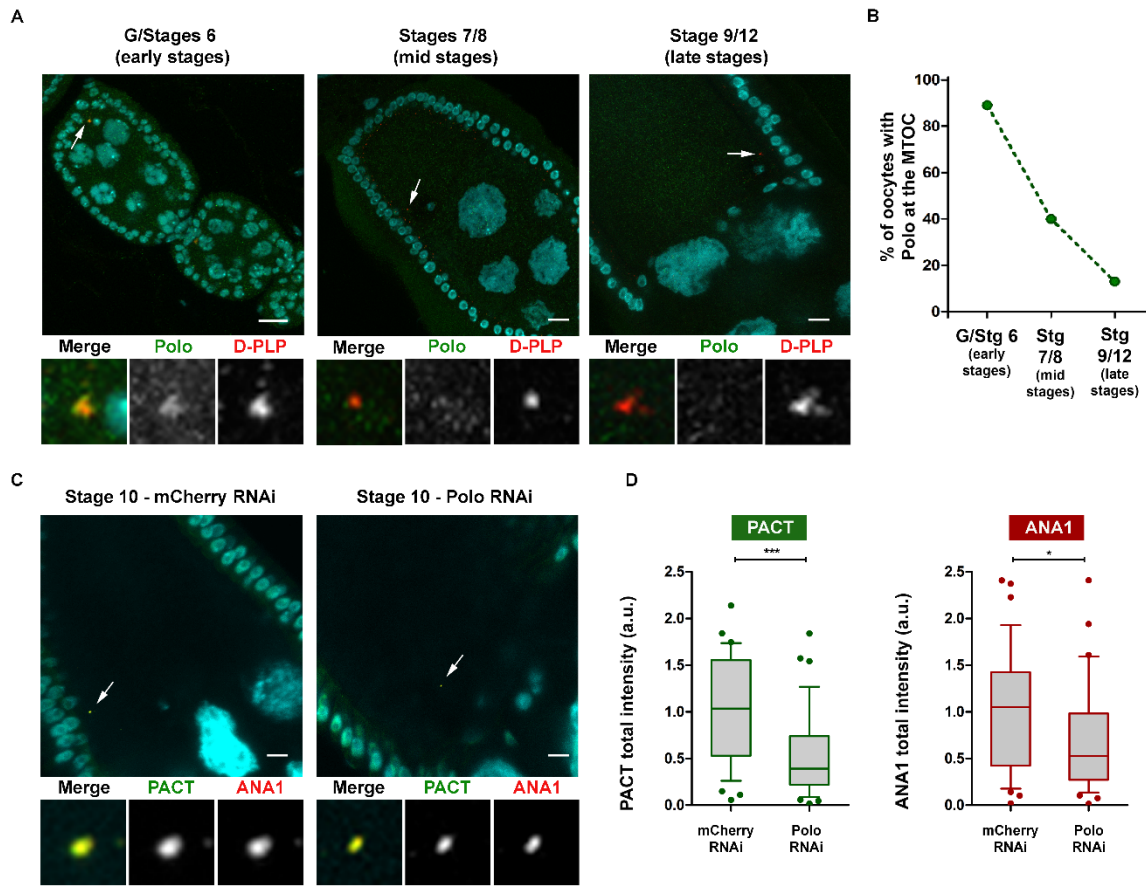 A
G/Stages 6
(early stages)
Stages 7/8
(mid stages)
Stage 9/12
(late stages)
Merge Polo D-PLP
Merge Polo D-PLP
Merge Polo D-PLP
B
% of oocytes with
Polo at the MTOC
100
80
60
40
20
0
G/Stg 6
(early
stages)
Stg
7/8
(mid
stages)
Stg
9/12
(late
stages)
C
Stage 10 - mCherry RNAi
Stage 10 - Polo RNAi
Merge PACT ANA1
Merge PACT ANA1
D
PACT
***
PACT total intensity (a.u.)
2.5
2.0
1.5
1.0
0.5
0.0
mCherry
RNAi
Polo
RNAi
ANA1
*
ANA1 total intensity (a.u.)
2.5
2.0
1.5
1.0
0.5
0.0
mCherry
RNAi
Polo
RNAi